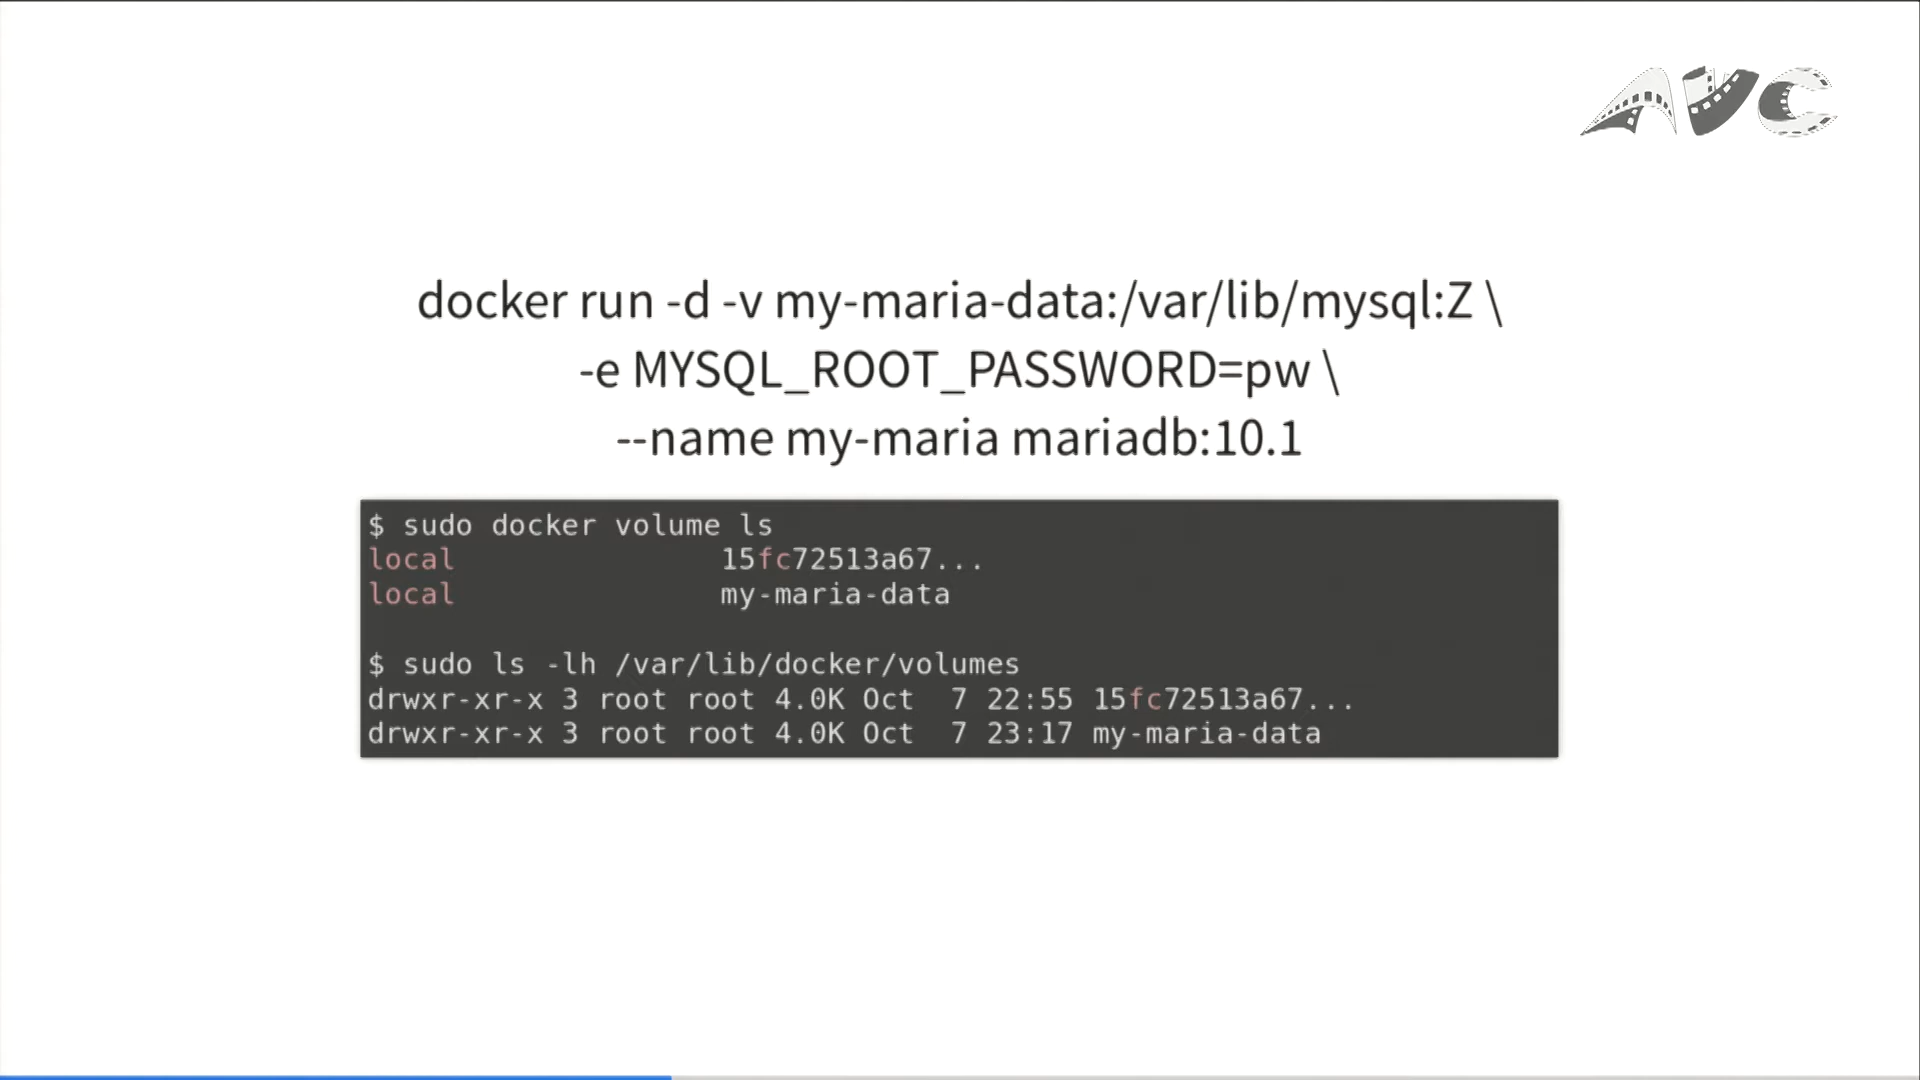 AVC
docker run -d -v my-maria-data:/var/lib/mysql:Z \
-e MYSQL_ROOT_PASSWORD=pw \
--name my-maria mariadb:10.1
$ sudo docker volume ls
local 15fc72513a67...
local my-maria-data
$ sudo ls -lh /var/lib/docker/volumes
drwxr-xr-x 3 root root 4.0K Oct  7 22:55 15fc72513a67...
drwxr-xr-x 3 root root 4.0K Oct  7 23:17 my-maria-data